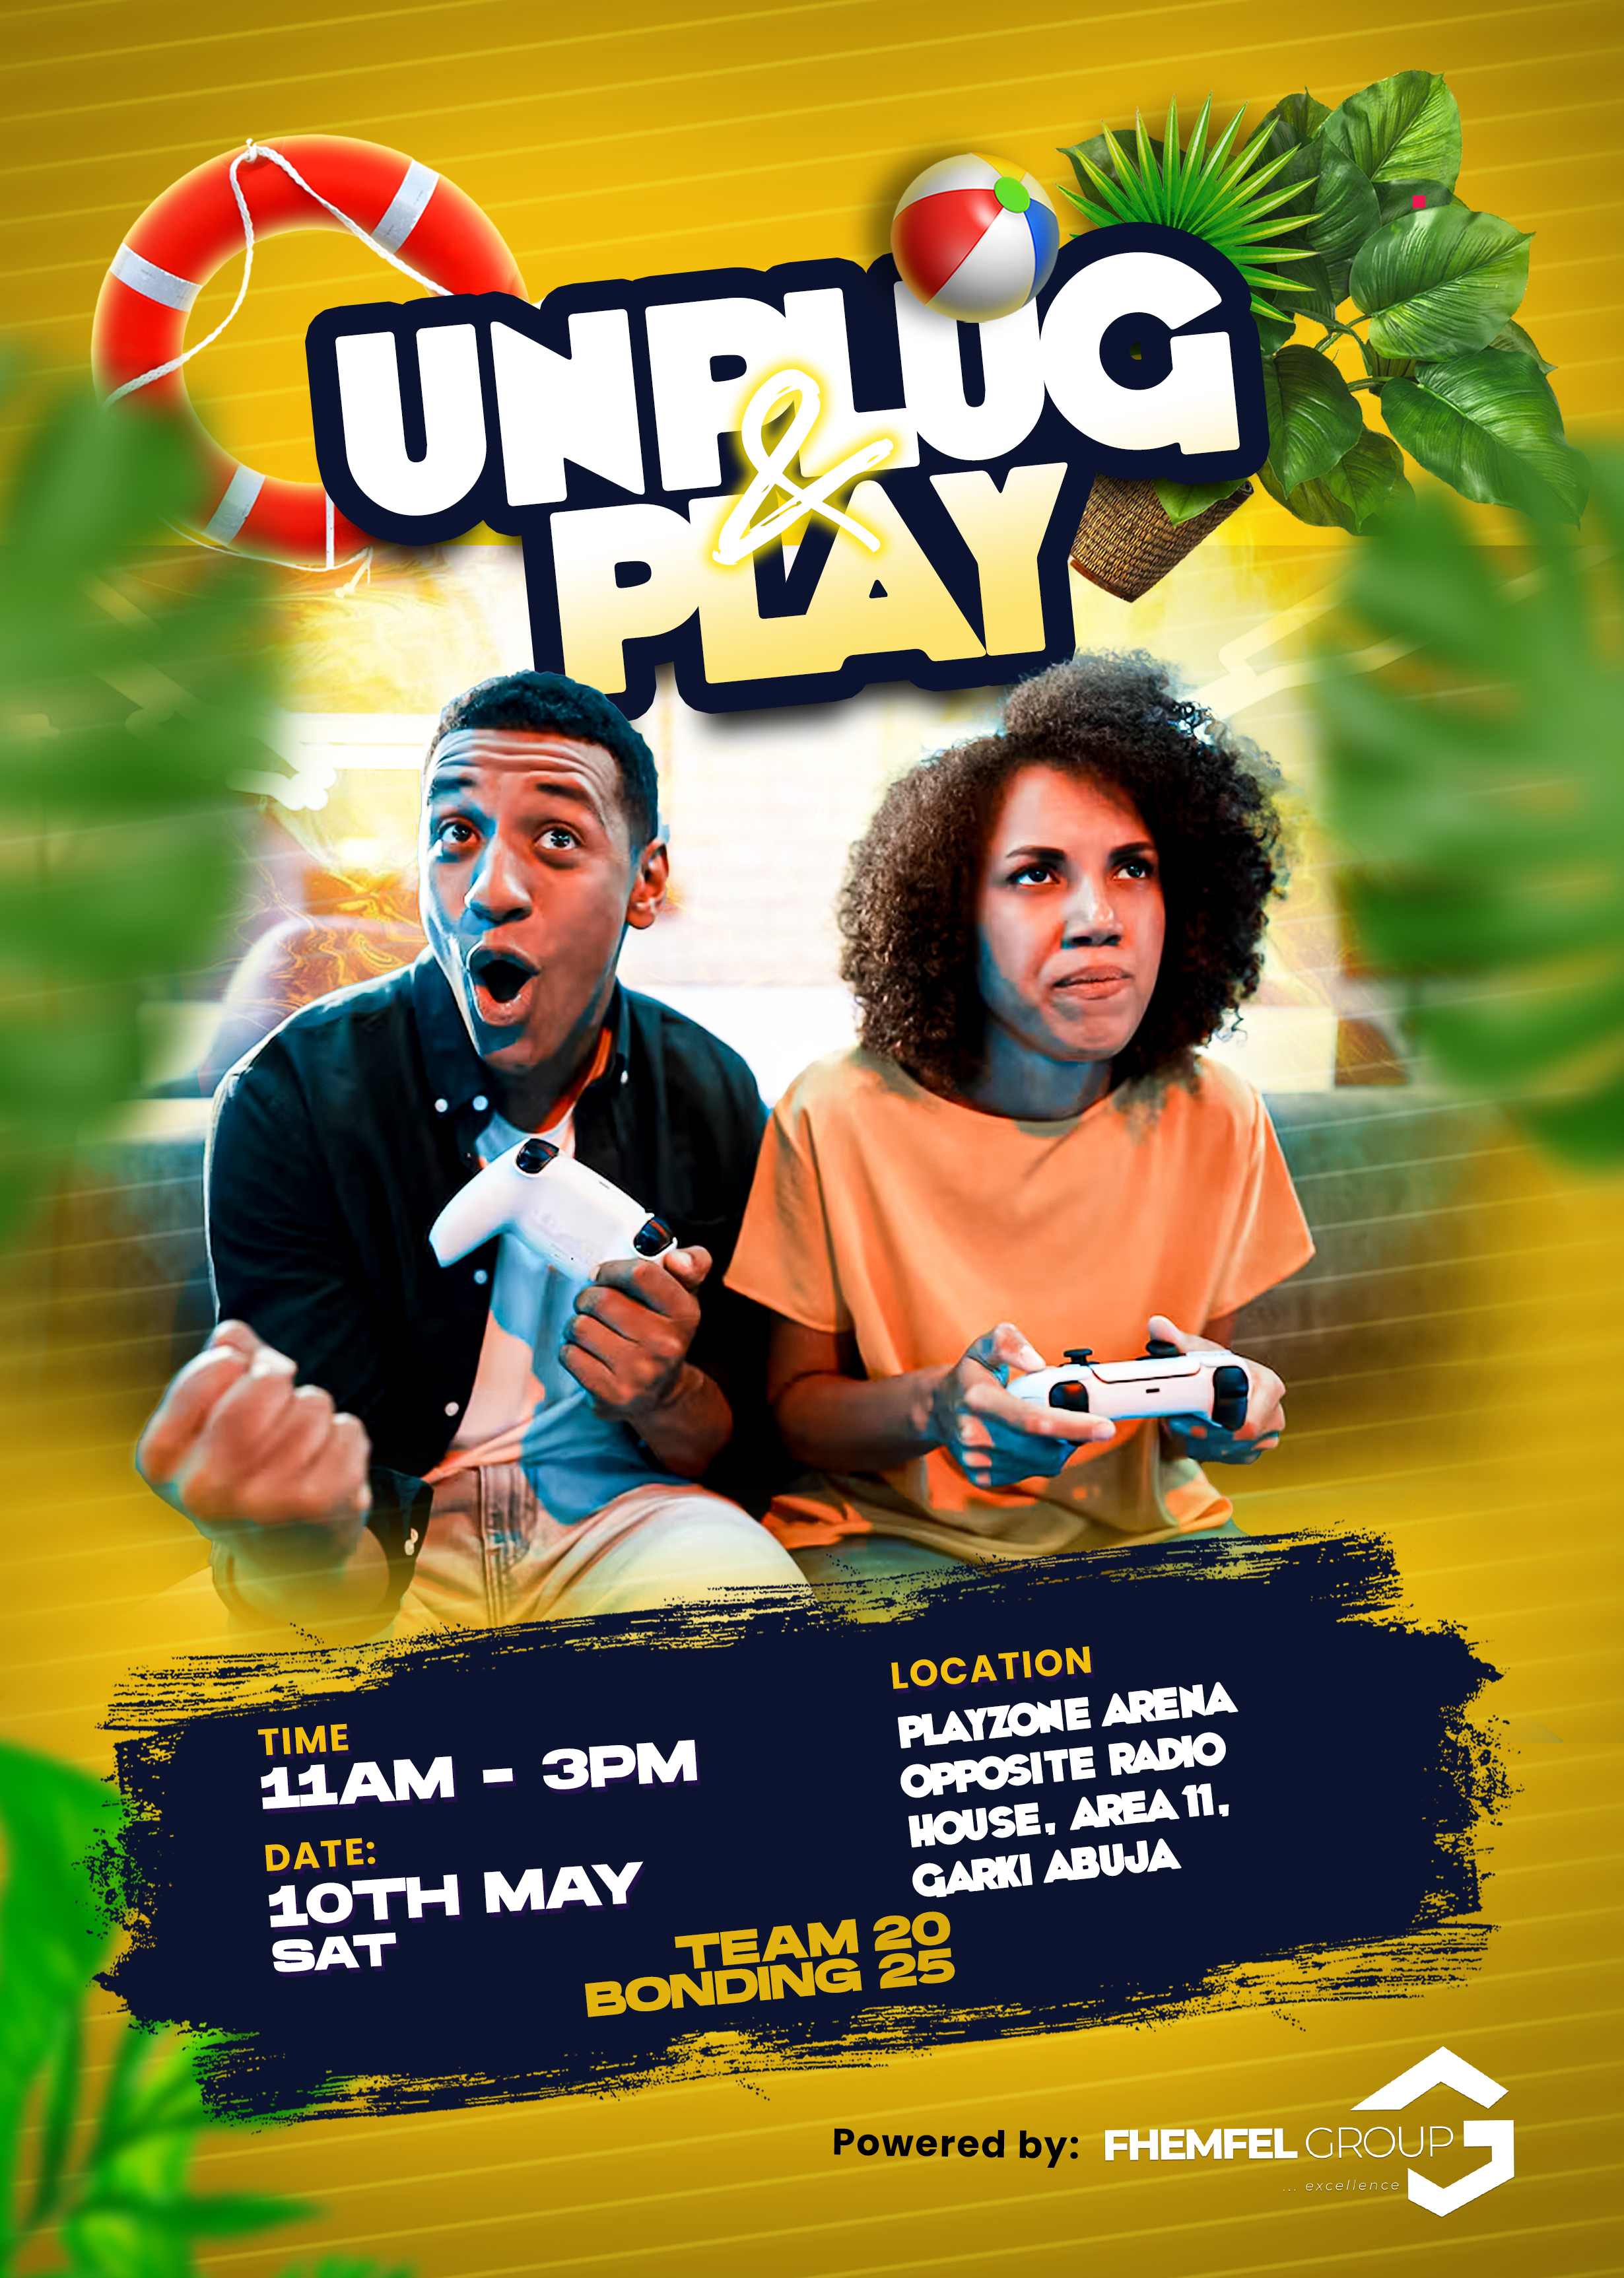 UNPLUG
&
PLAY
TIME
11AM - 3PM
DATE:
10TH MAY
SAT
LOCATION
PLAYZONE ARENA
OPPOSITE RADIO
HOUSE, AREA 11,
GARKI ABUJA
TEAM 20
BONDING 25
Powered by: FHEMFEL GROUP
... excellence